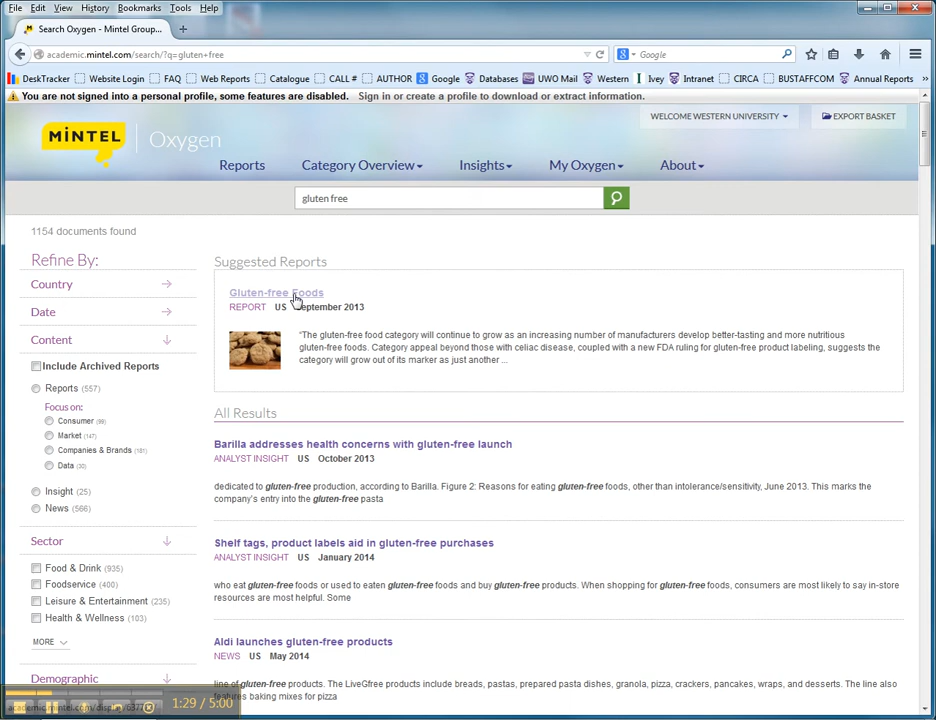 File Edit View History Bookmarks Tools Help
Search Oxygen - Mintel Group...
academic.mintel.com/search/?q=gluten+free
Google
DeskTracker Website Login FAQ Web Reports Catalogue CALL # AUTHOR Google Databases UWO Mail Western Ivey Intranet CIRCA BUSTAFFCOM Annual Reports »
You are not signed into a personal profile, some features are disabled. Sign in or create a profile to download or extract information.
WELCOME WESTERN UNIVERSITY EXPORT BASKET
MINTEL Oxygen
Reports Category Overview Insights My Oxygen About
gluten free
1154 documents found
Refine By:
Country
Date
Content
Include Archived Reports
Reports (557)
Focus on:
Consumer (99)
Market (147)
Companies & Brands (181)
Data (30)
Insight (25)
News (566)
Sector
Food & Drink (935)
Foodservice (400)
Leisure & Entertainment (235)
Health & Wellness (103)
MORE
Demographic
Suggested Reports
Gluten-free Foods
REPORT US September 2013
“The gluten-free food category will continue to grow as an increasing number of manufacturers develop better-tasting and more nutritious
gluten-free foods. Category appeal beyond those with celiac disease, coupled with a new FDA ruling for gluten-free product labeling, suggests the
category will grow out of its marker as just another ...
All Results
Barilla addresses health concerns with gluten-free launch
ANALYST INSIGHT US October 2013
dedicated to gluten-free production, according to Barilla. Figure 2: Reasons for eating gluten-free foods, other than intolerance/sensitivity, June 2013. This marks the
company's entry into the gluten-free pasta
Shelf tags, product labels aid in gluten-free purchases
ANALYST INSIGHT US January 2014
who eat gluten-free foods or used to eaten gluten-free foods and buy gluten-free products. When shopping for gluten-free foods, consumers are most likely to say in-store
resources are most helpful. Some
Aldi launches gluten-free products
NEWS US May 2014
line of gluten-free products. The LiveGfree products include breads, pastas, prepared pasta dishes, granola, pizza, crackers, pancakes, wraps, and desserts. The line also
features baking mixes for pizza
1:29 / 5:00
academic.mintel.com/display/